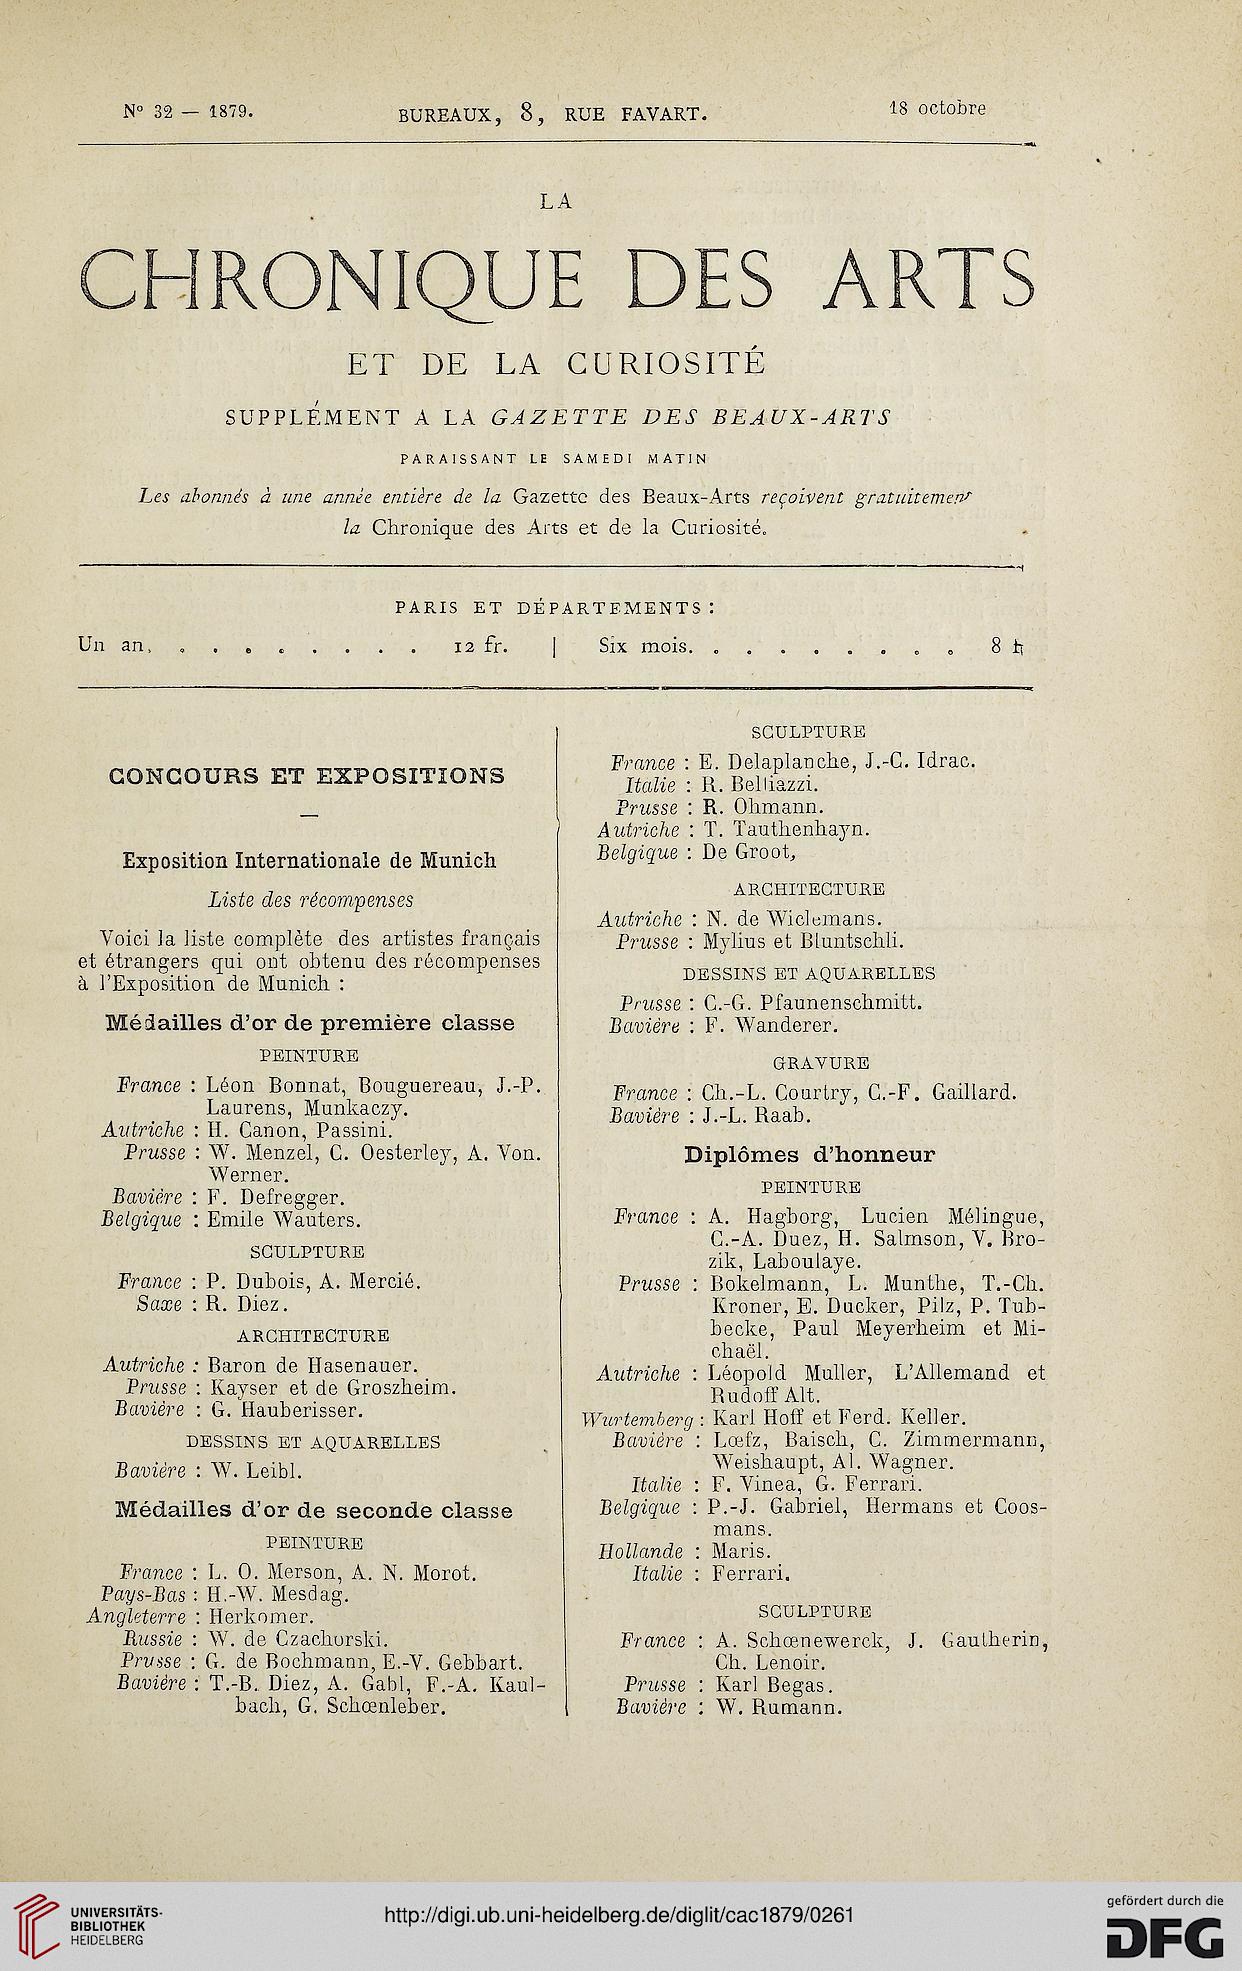 N° 32 — 1879.
BUREAUX, 8, RUE FAVART.
18 octobre
LA
CHRONIQUE DES ARTS
ET DE LA CURIOSITÉ
SUPPLÉMENT A LA GAZETTE DES BEAUX-ARTS
PARAISSANT LE SAMEDI MATIN
Les abonnés à une année entière de la Gazette des Beaux-Arts reçoivent gratuitement
la Chronique des Arts et de la Curiosité.
PARIS ET DÉPARTEMENTS :
Un an. . . . . . . . . 12 fr. | Six mois. . . . . . . . . 8
CONCOURS ET EXPOSITIONS
—
Exposition Internationale de Munich
Liste des récompenses
Voici la liste complète des artistes français
et étrangers qui ont obtenu des récompenses
à l'Exposition de Munich :
Médailles d'or de première classe
PEINTURE
France : Léon Bonnat, Bouguereau, J.-P.
Laurens, Munkaczy.
Autriche : H. Canon, Passini.
Prusse : W. Menzel, C. Oesterley, A. Von.
Werner.
Bavière : F. Defregger.
Belgique : Emile Wauters.
SCULPTURE
France : P. Dubois, A. Mercié.
Saxe : R. Diez.
ARCHITECTURE
Autriche : Baron de Hasenauer.
Prusse : Kayser et de Groszheim.
Bavière : G. Hauberisser.
DESSINS ET AQUARELLES
Bavière : W. Leibl.
Médailles d'or de seconde classe
PEINTURE
France : L. O. Merson, A. N. Morot.
Pays-Bas : H.-W. Mesdag.
Angleterre : Herkomer.
Russie : W. de Czachorski.
Prusse : G. de Bochmann, E.-V. Gebbart.
Bavière : T.-B. Diez, A. Gabl, F.-A. Kaul-
bach, G. Schœnleber.
SCULPTURE
France : E. Delaplanche, J.-C. Idrac.
Italie : R. Belliazzi.
Prusse : R. Ohmann.
Autriche : T. Tauthenhayn.
Belgique : De Groot,
ARCHITECTURE
Autriche : N. de Wiclemans.
Prusse : Mylius et Bluntschli.
DESSINS ET AQUARELLES
Prusse : C.-G. Pfaunenschmitt.
Bavière : F. Wanderer.
GRAVURE
France : Ch.-L. Courtry, C.-F. Gaillard.
Bavière : J.-L. Raab.
Diplômes d'honneur
PEINTURE
France : A. Hagborg, Lucien Mélingue,
C.-A. Duez, H. Salmson, V. Bro-
zik, Laboulaye.
Prusse : Bokelmann, L. Munthe, T.-Ch.
Kroner, E. Ducker, Pilz, P. Tub-
becke, Paul Meyerheim et Mi-
chaël.
Autriche : Léopold Muller, L'Allemand et
Rudoff Alt.
Wurtemberg : Karl Hoff et Ferd. Keller.
Bavière : Lœfz, Baisch, C. Zimmermann,
Weishaupt, Al. Wagner.
Italie : F. Vinea, G. Ferrari.
Belgique : P.-J. Gabriel, Hermans et Coos-
mans.
Hollande : Maris.
Italie : Ferrari.
SCULPTURE
France : A. Schœnewerck, J. Gautherin,
Ch. Lenoir.
Prusse : Karl Begas.
Bavière : W. Rumann.
UNIVERSITÄTS-
BIBLIOTHEK
HEIDELBERG
http://digi.ub.uni-heidelberg.de/diglit/cac1879/0261
gefördert durch die
DFG